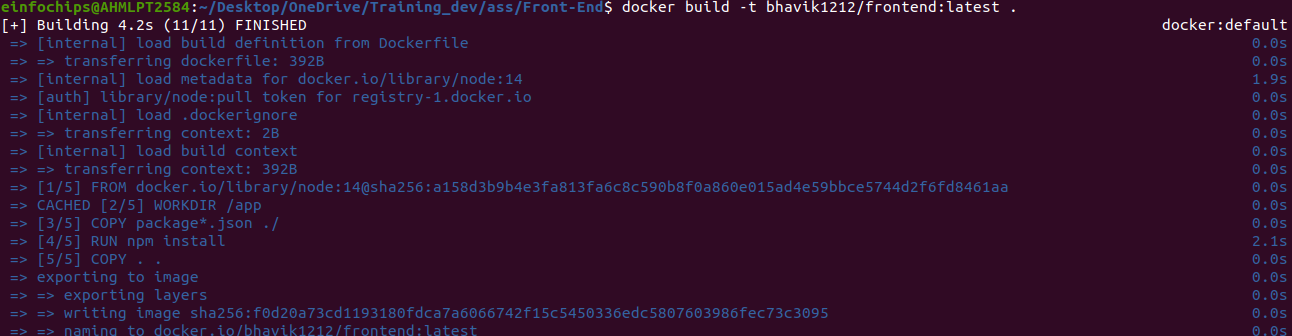 einfochips@AHMLPT2584:~/Desktop/OneDrive/Training_dev/ass/Front-End$ docker build -t bhavik1212/frontend:latest .
[+] Building 4.2s (11/11) FINISHED docker:default
=> [internal] load build definition from Dockerfile 0.0s
=> => transferring dockerfile: 392B 0.0s
=> [internal] load metadata for docker.io/library/node:14 1.9s
=> [auth] library/node:pull token for registry-1.docker.io 0.0s
=> [internal] load .dockerignore 0.0s
=> => transferring context: 2B 0.0s
=> [internal] load build context 0.0s
=> => transferring context: 392B 0.0s
=> [1/5] FROM docker.io/library/node:14@sha256:a158d3b9b4e3fa813fa6c8c590b8f0a860e015ad4e59bbce5744d2f6fd8461aa 0.0s
=> CACHED [2/5] WORKDIR /app 0.0s
=> [3/5] COPY package*.json ./ 0.0s
=> [4/5] RUN npm install 2.1s
=> [5/5] COPY . . 0.0s
=> exporting to image 0.0s
=> => exporting layers 0.0s
=> => writing image sha256:f0d20a73cd1193180fdca7a6066742f15c5450336edc5807603986fec73c3095 0.0s
=> => naming to docker.io/bhavik1212/frontend:latest 0.0s